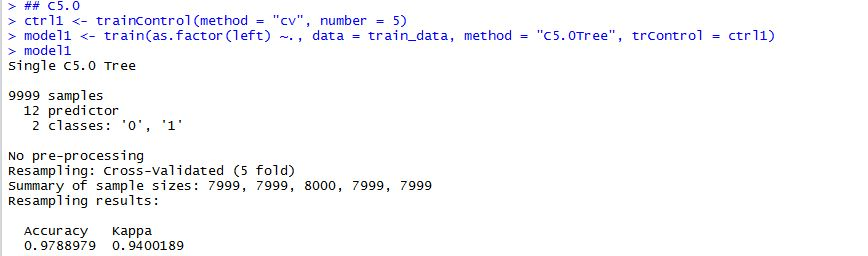 > ## C5.0
> ctrl1 <- trainControl(method = "cv", number = 5)
> model1 <- train(as.factor(left) ~., data = train_data, method = "C5.0Tree", trControl = ctrl1)
> model1
Single C5.0 Tree

9999 samples
  12 predictor
   2 classes: '0', '1'

No pre-processing
Resampling: Cross-Validated (5 fold)
Summary of sample sizes: 7999, 7999, 8000, 7999, 7999
Resampling results:

  Accuracy   Kappa
  0.9788979  0.9400189